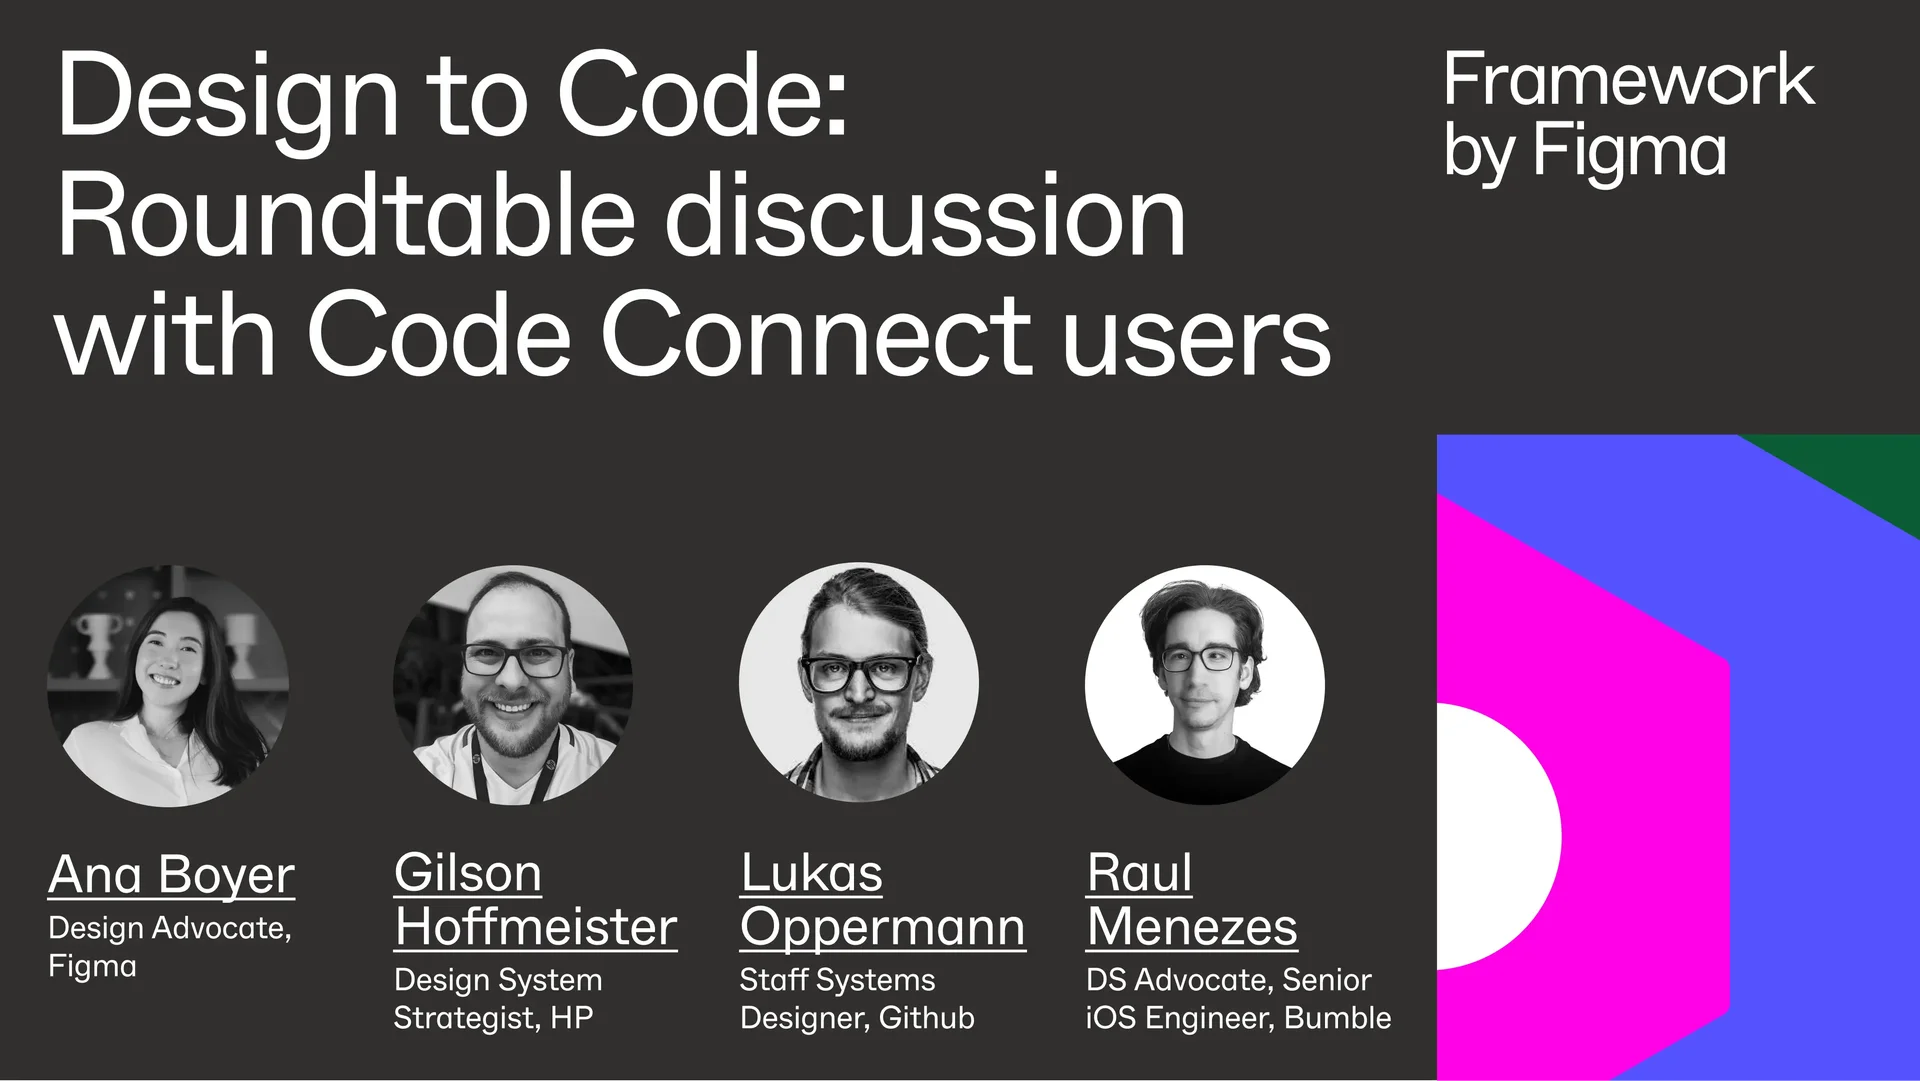 Design to Code:
Roundtable discussion
with Code Connect users
Framework
by Figma
Ana Boyer
Design Advocate,
Figma
Gilson
Hoffmeister
Design System
Strategist, HP
Lukas
Oppermann
Staff Systems
Designer, Github
Raul
Menezes
DS Advocate, Senior
iOS Engineer, Bumble